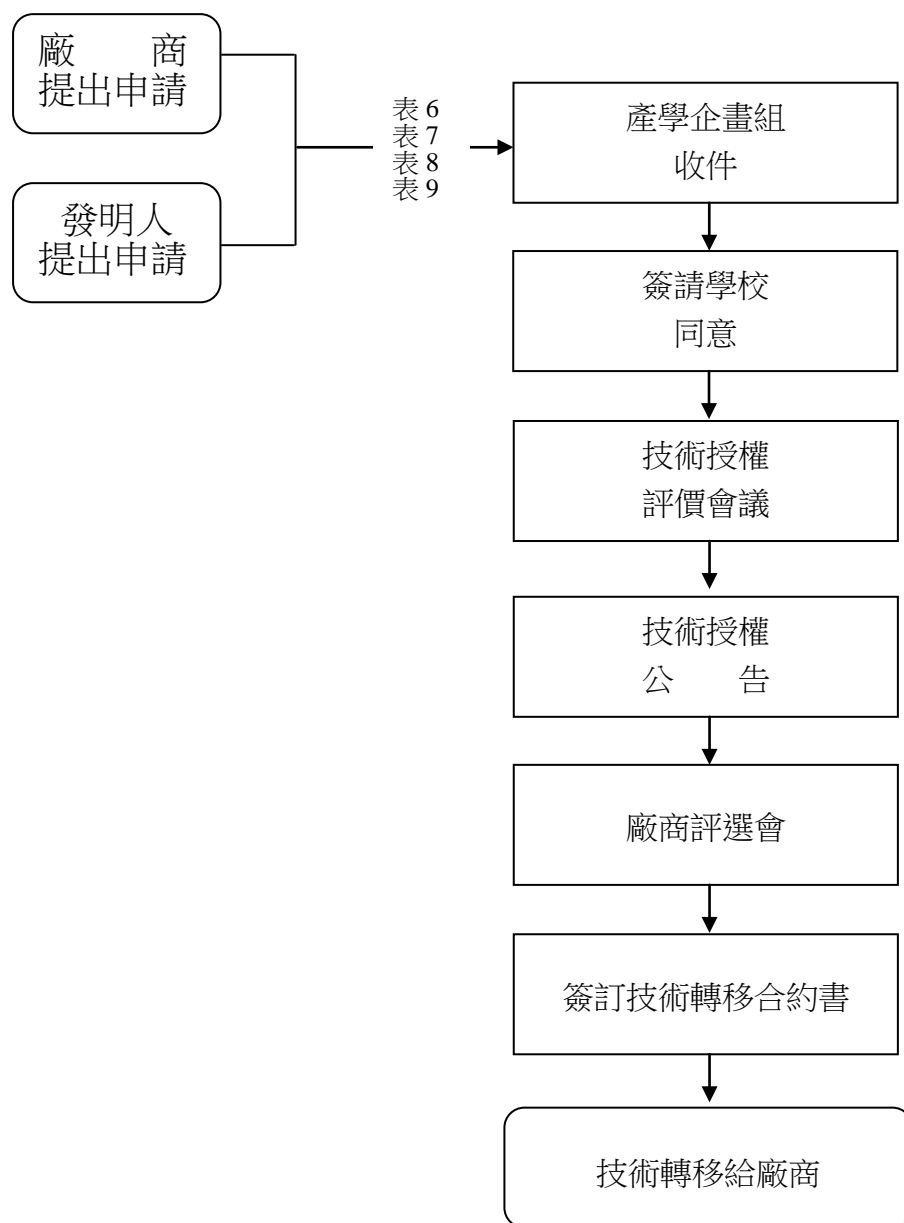 廠　　商
提出申請
發明人
提出申請
表 6
表 7
表 8
表 9
產學企畫組
收件
簽請學校
同意
技術授權
評價會議
技術授權
公　　告
廠商評選會
簽訂技術轉移合約書
技術轉移給廠商